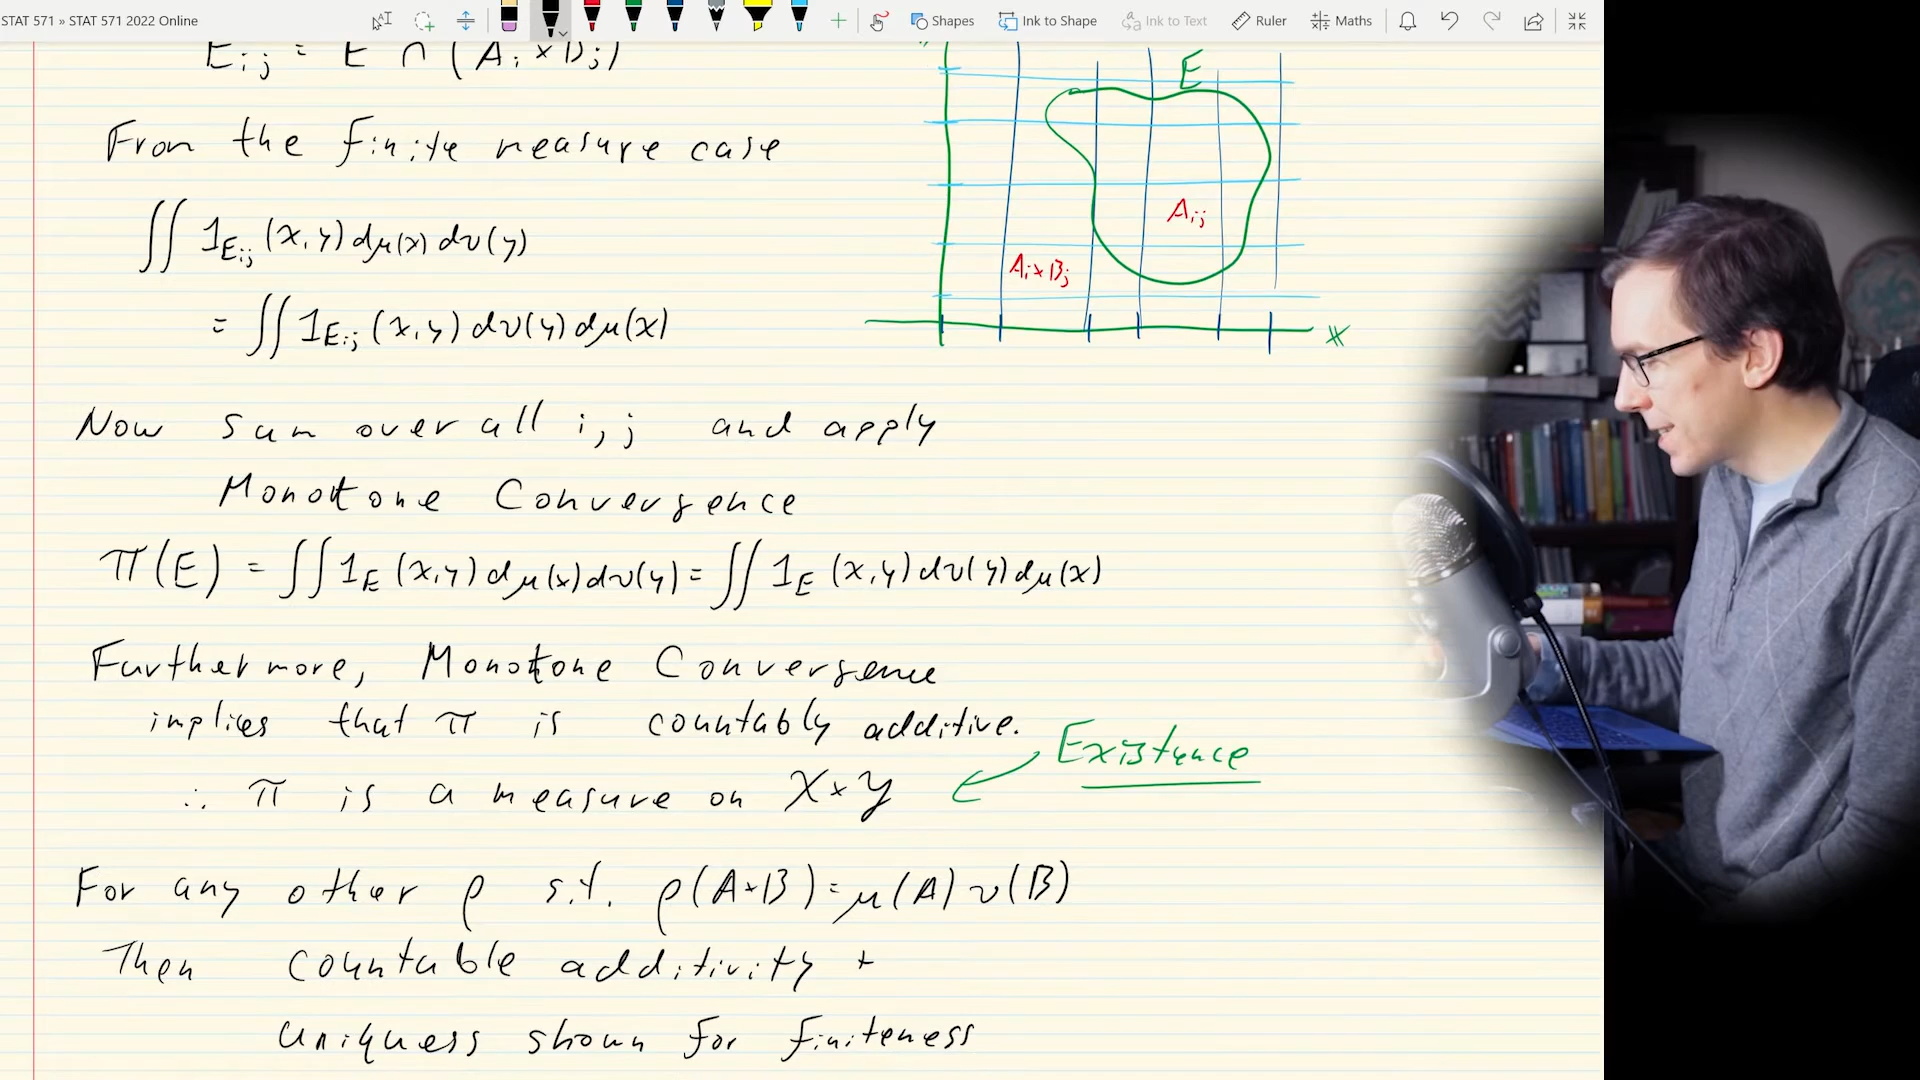 STAT 571 » STAT 571 2022 Online
Shapes
Ink to Shape
Ink to Text
Ruler
Maths
E_ij = E ∩ (A_i × B_j)
From the finite measure case
∬ 1_{E_ij} (x,y) dμ(x) dν(y)
= ∬ 1_{E_ij} (x,y) dν(y) dμ(x)
E
A_ij
A_i × B_j
X
Now sum over all i,j and apply
Monotone Convergence
π(E) = ∬ 1_E (x,y) dμ(x) dν(y) = ∬ 1_E (x,y) dν(y) dμ(x)
Furthermore, Monotone Convergence
implies that π is countably additive.
Existence
∴ π is a measure on X × Y
For any other ρ s.t. ρ(A×B) = μ(A) ν(B)
Then countable additivity +
uniquess shown for finiteness